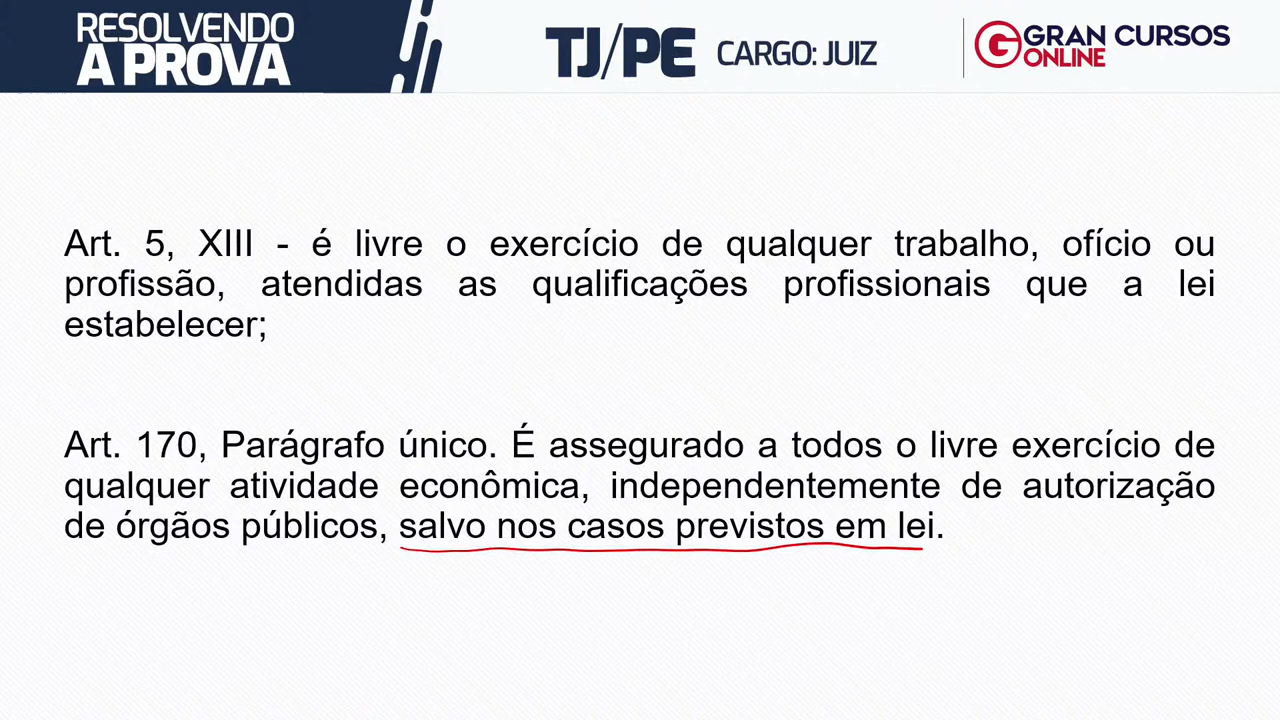 RESOLVENDO
A PROVA
TJ/PE CARGO: JUIZ
GRAN CURSOS
ONLINE
Art. 5, XIII - é livre o exercício de qualquer trabalho, ofício ou
profissão, atendidas as qualificações profissionais que a lei
estabelecer;
Art. 170, Parágrafo único. É assegurado a todos o livre exercício de
qualquer atividade econômica, independentemente de autorização
de órgãos públicos, salvo nos casos previstos em lei.